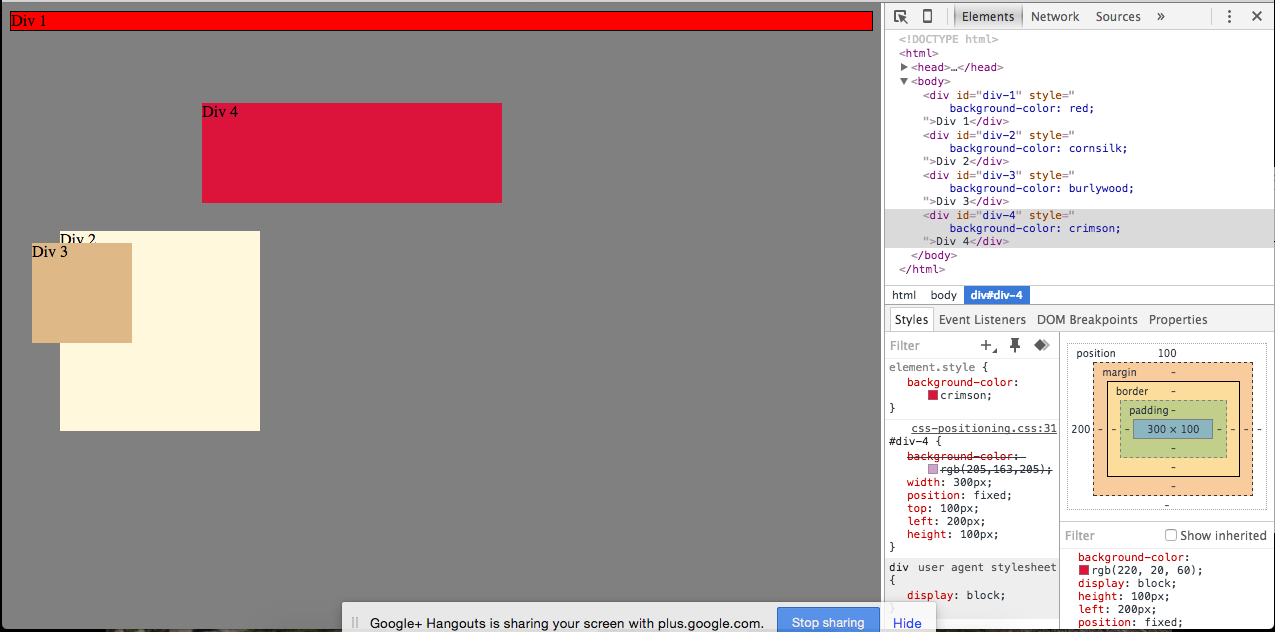 Div 1
Div 4
Div 2
Div 3
Elements Network Sources »
<!DOCTYPE html>
<html>
▶<head>…</head>
▼<body>
<div id="div-1" style="
background-color: red;
">Div 1</div>
<div id="div-2" style="
background-color: cornsilk;
">Div 2</div>
<div id="div-3" style="
background-color: burlywood;
">Div 3</div>
<div id="div-4" style="
background-color: crimson;
">Div 4</div>
</body>
</html>
html body div#div-4
Styles Event Listeners DOM Breakpoints Properties
Filter
element.style {
background-color:
crimson;
}
css-positioning.css:31
#div-4 {
background-color:
rgb(205,163,205);
width: 300px;
position: fixed;
top: 100px;
left: 200px;
height: 100px;
}
div user agent stylesheet
{
display: block;
}
position 100
margin -
border -
padding -
200 - - - 300 × 100 - - - -
-
-
-
-
Filter Show inherited
background-color:
rgb(220, 20, 60);
display: block;
height: 100px;
left: 200px;
position: fixed;
Google+ Hangouts is sharing your screen with plus.google.com. Stop sharing Hide